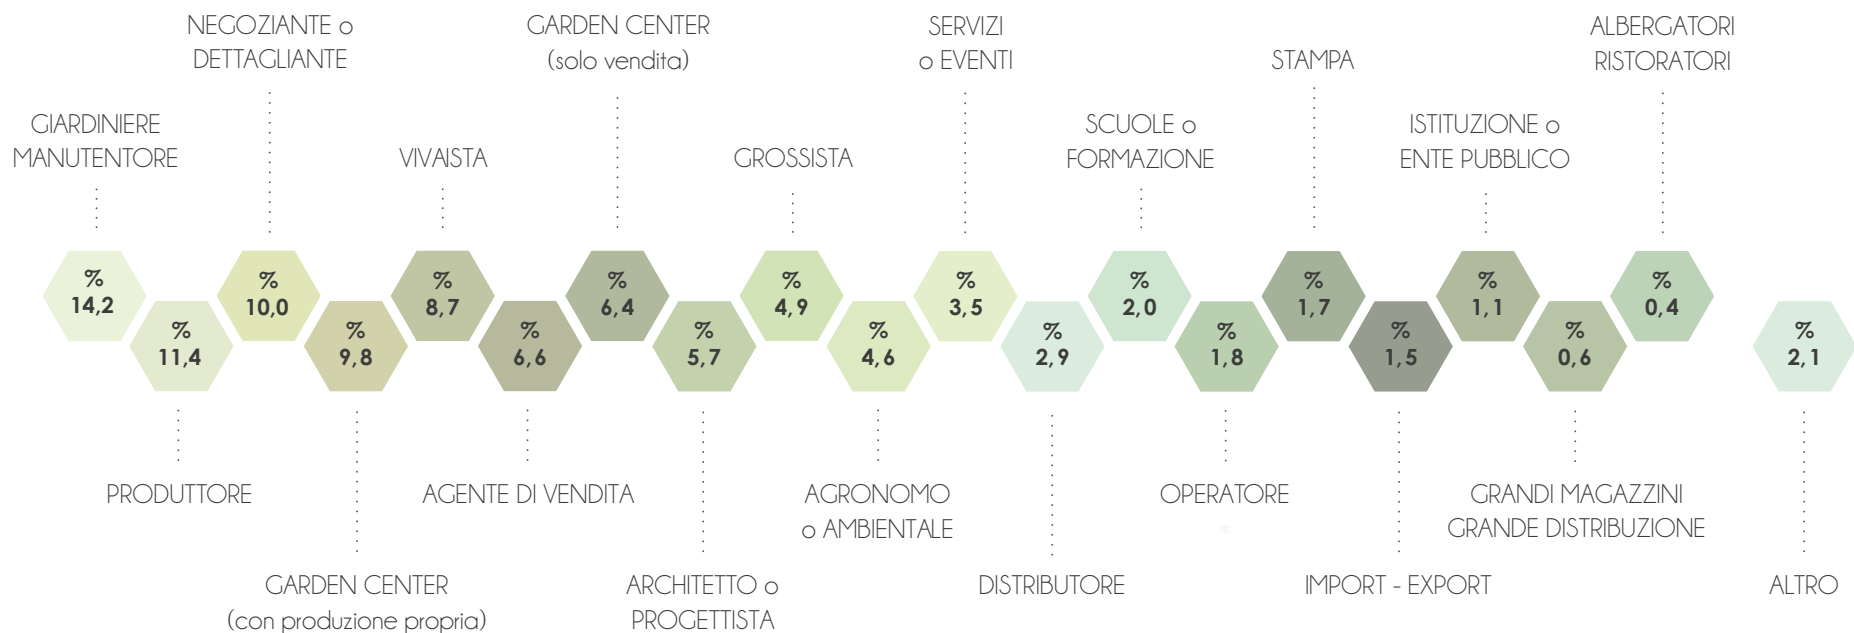 NEGOZIANTE o
DETTAGLIANTE
GARDEN CENTER
(solo vendita)
SERVIZI
o EVENTI
STAMPA
ALBERGATORI
RISTORATORI
GIARDINIERE
MANUTENTORE
VIVAISTA
GROSSISTA
SCUOLE o
FORMAZIONE
ISTITUZIONE o
ENTE PUBBLICO
%
14,2
%
11,4
%
10,0
%
9,8
%
8,7
%
6,6
%
6,4
%
5,7
%
4,9
%
4,6
%
3,5
%
2,9
%
2,0
%
1,8
%
1,7
%
1,5
%
1,1
%
0,6
%
0,4
%
2,1
PRODUTTORE
AGENTE DI VENDITA
AGRONOMO
o AMBIENTALE
OPERATORE
*
GRANDI MAGAZZINI
GRANDE DISTRIBUZIONE
GARDEN CENTER
(con produzione propria)
ARCHITETTO o
PROGETTISTA
DISTRIBUTORE
IMPORT - EXPORT
ALTRO